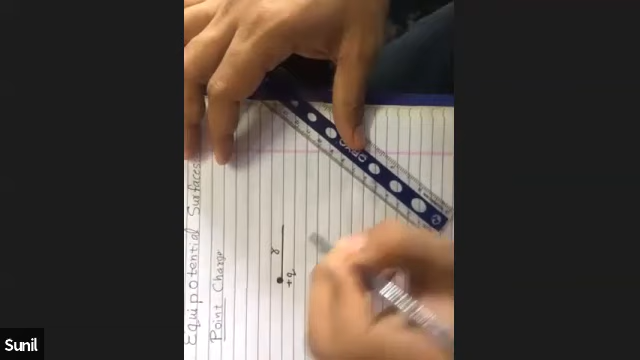 Equipotential Surfaces
Point Charge
r
+q
Sunil